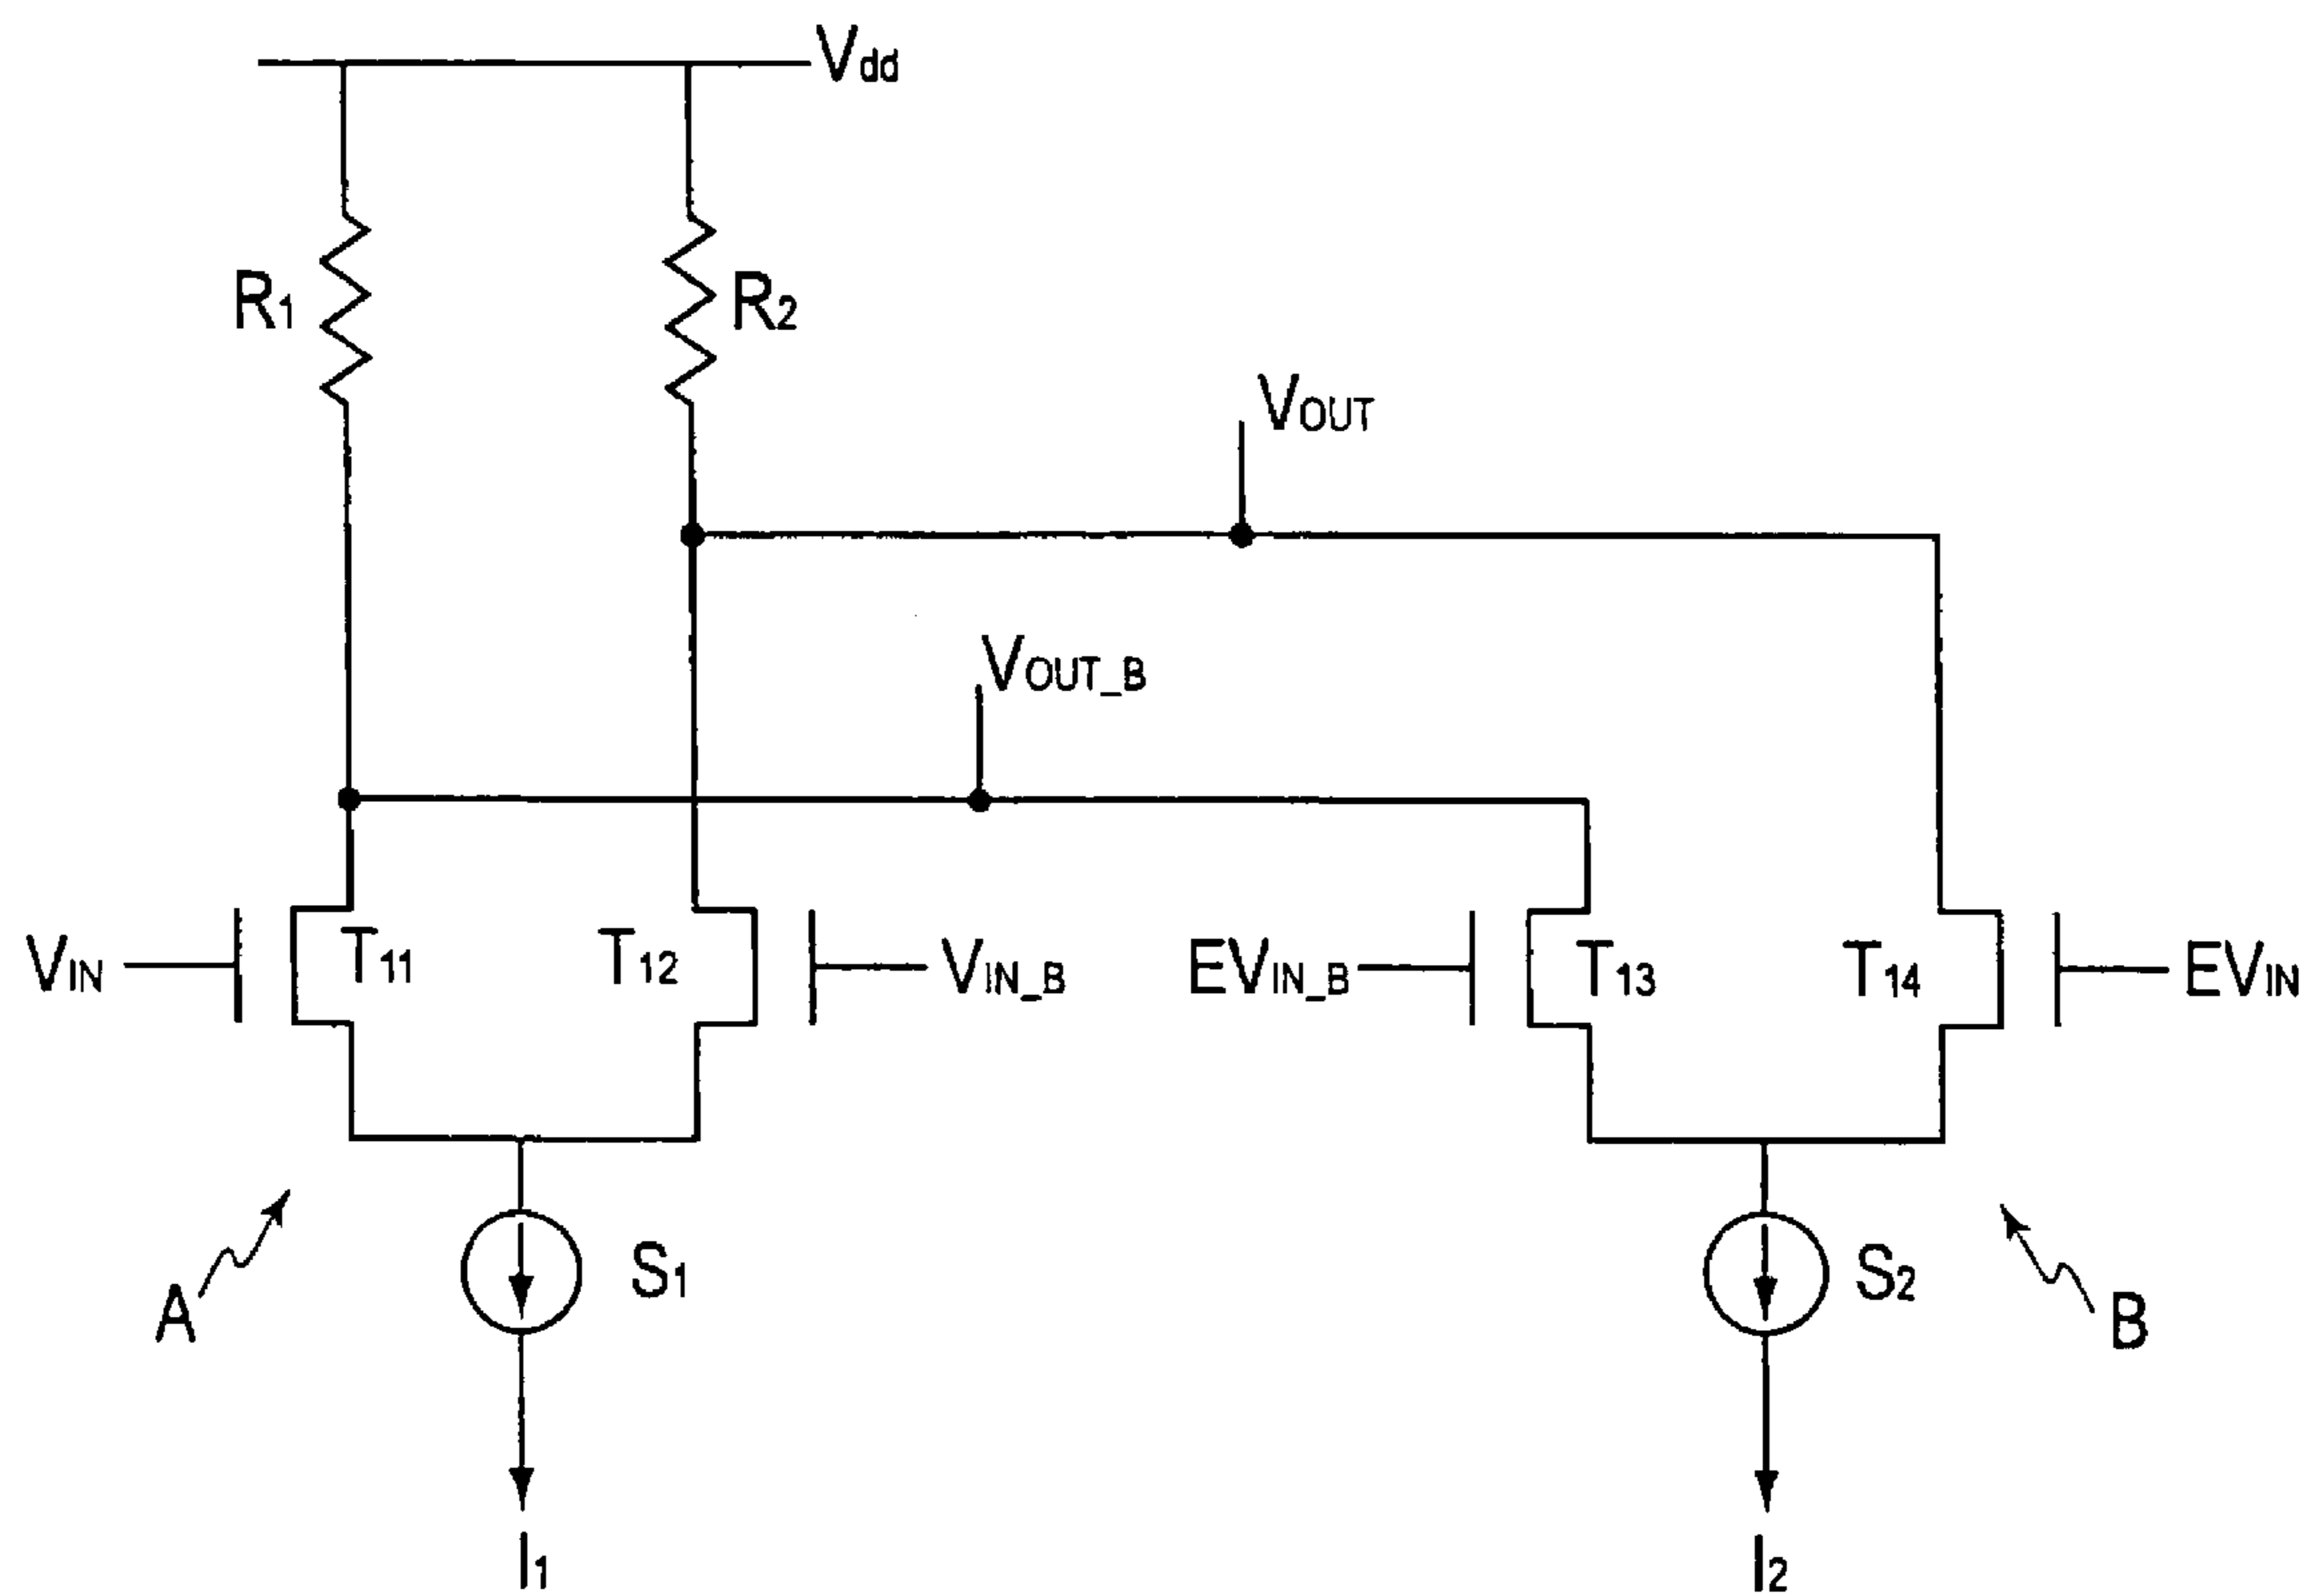 Vdd
R1
R2
VOUT
VOUT_B
VIN
T11
T12
VIN_B
EVIN_B
T13
T14
EVIN
A
S1
S2
B
I1
I2